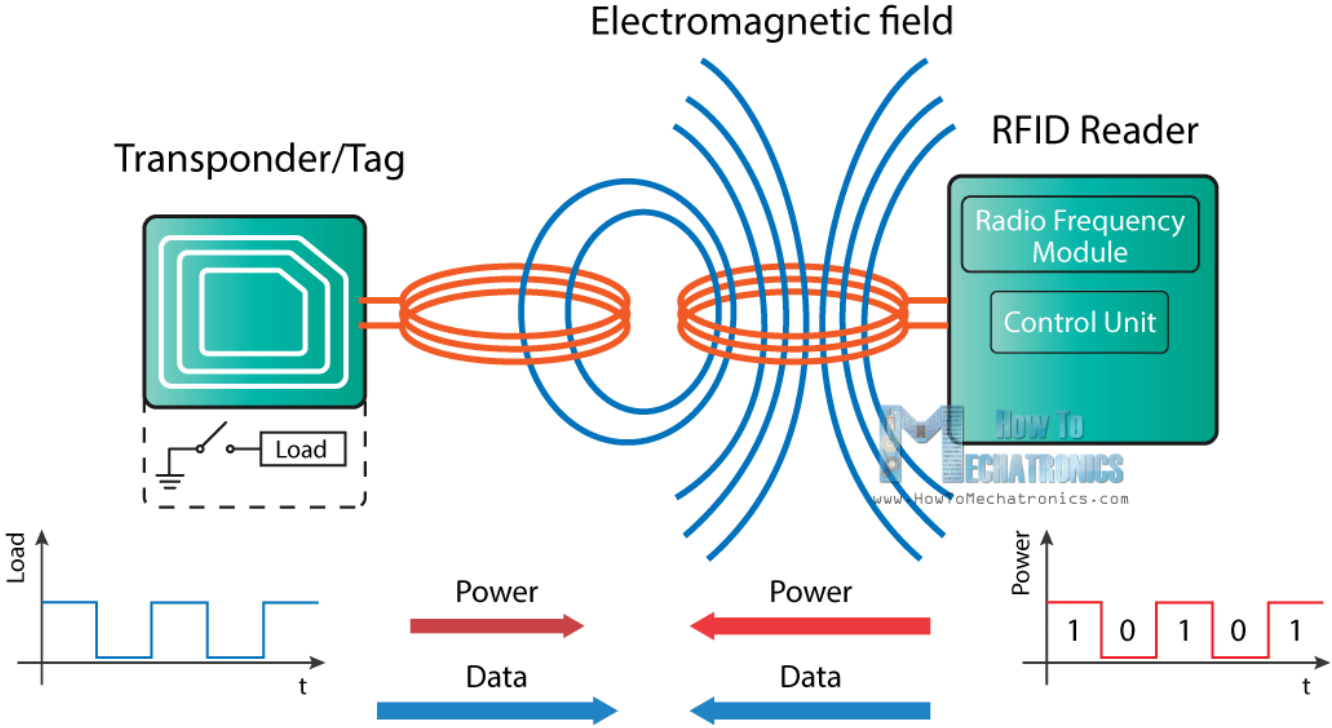 Electromagnetic field
Transponder/Tag
RFID Reader
Radio Frequency
Module
Control Unit
Load
How To
MECHATRONICS
www.HowToMechatronics.com
Load
t
Power
Data
Power
Data
Power
1 0 1 0 1
t